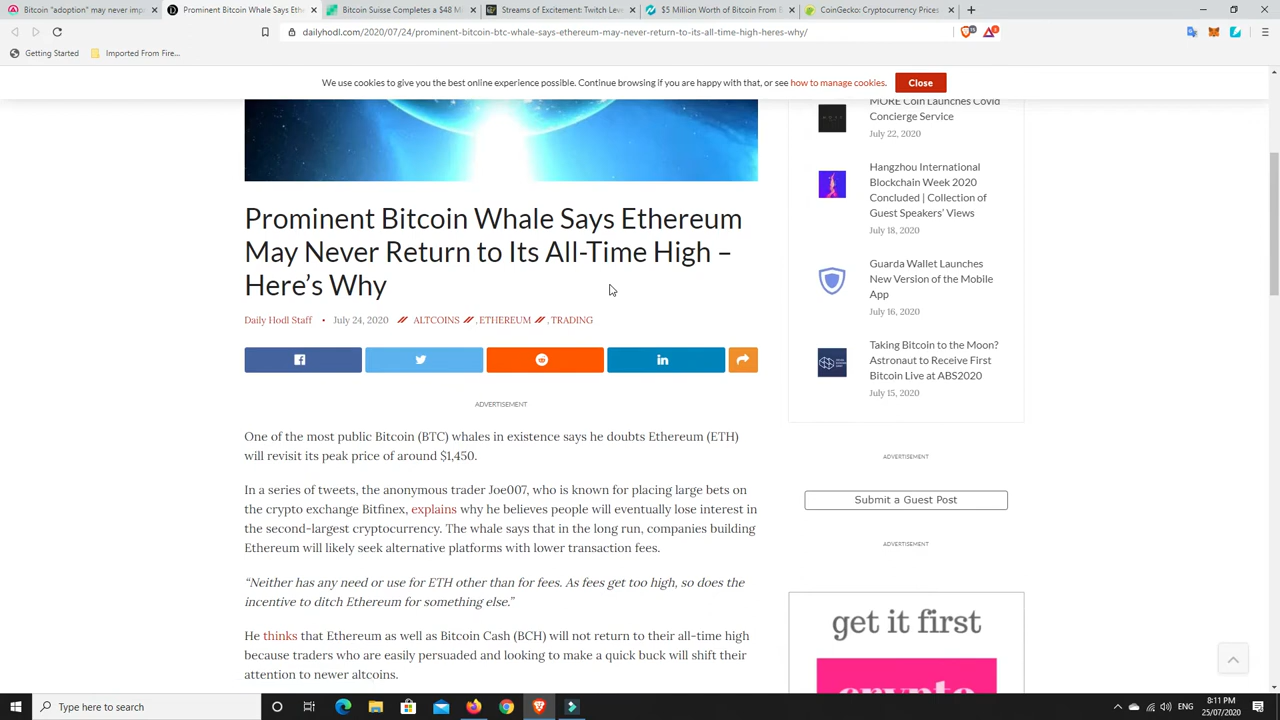 Bitcoin "adoption" may never imp
Prominent Bitcoin Whale Says Eth
Bitcoin Suisse Completes a $48 M
Streams of Excitement: Twitch Lev
$5 Million Worth of Bitcoin From B
CoinGecko: Cryptocurrency Prices
dailyhodl.com/2020/07/24/prominent-bitcoin-btc-whale-says-ethereum-may-never-return-to-its-all-time-high-heres-why/
Getting Started
Imported From Fire...
We use cookies to give you the best online experience possible. Continue browsing if you are happy with that, or see how to manage cookies.
Close
Prominent Bitcoin Whale Says Ethereum
May Never Return to Its All-Time High –
Here's Why
Daily Hodl Staff • July 24, 2020 ALTCOINS , ETHEREUM , TRADING
ADVERTISEMENT
One of the most public Bitcoin (BTC) whales in existence says he doubts Ethereum (ETH)
will revisit its peak price of around $1,450.
In a series of tweets, the anonymous trader Joe007, who is known for placing large bets on
the crypto exchange Bitfinex, explains why he believes people will eventually lose interest in
the second-largest cryptocurrency. The whale says that in the long run, companies building
Ethereum will likely seek alternative platforms with lower transaction fees.
“Neither has any need or use for ETH other than for fees. As fees get too high, so does the
incentive to ditch Ethereum for something else.”
He thinks that Ethereum as well as Bitcoin Cash (BCH) will not return to their all-time high
because traders who are easily persuaded and looking to make a quick buck will shift their
attention to newer altcoins.
MORE Coin Launches Covid
Concierge Service
July 22, 2020
Hangzhou International
Blockchain Week 2020
Concluded | Collection of
Guest Speakers' Views
July 18, 2020
Guarda Wallet Launches
New Version of the Mobile
App
July 16, 2020
Taking Bitcoin to the Moon?
Astronaut to Receive First
Bitcoin Live at ABS2020
July 15, 2020
ADVERTISEMENT
Submit a Guest Post
ADVERTISEMENT
get it first
crypto
Type here to search
ENG
8:11 PM
25/07/2020